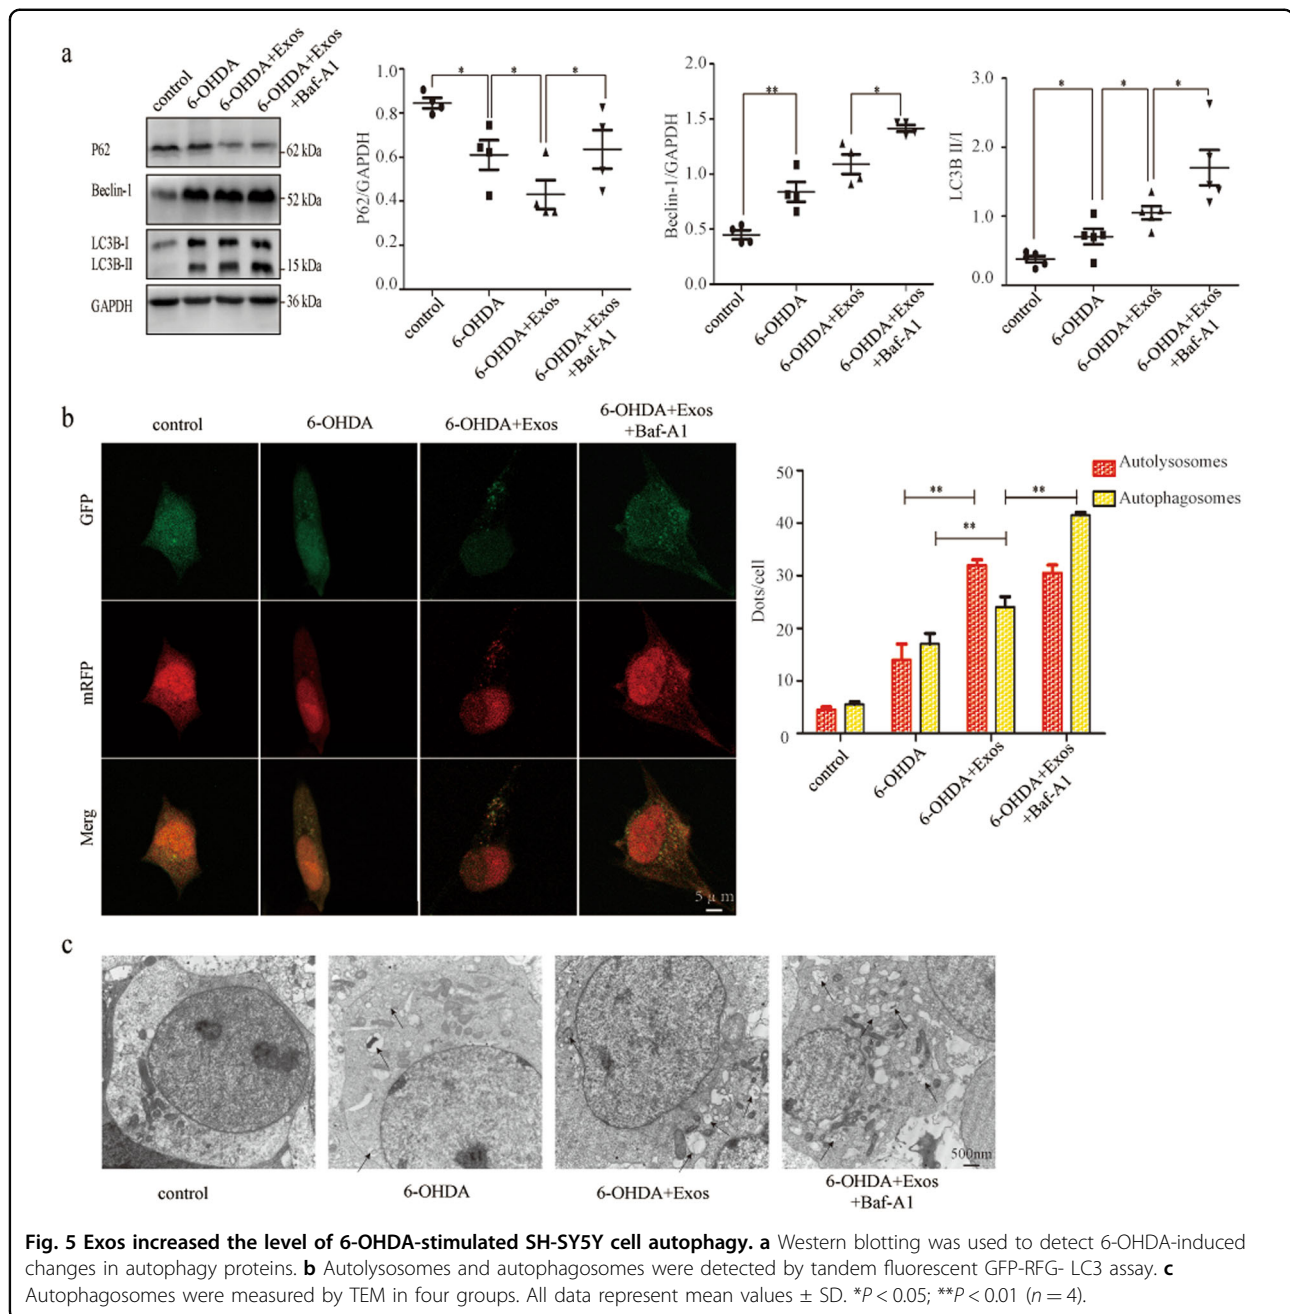 a
control
6-OHDA
6-OHDA+Exos
6-OHDA+Exos
+Baf-A1
P62
62 kDa
Beclin-1
52 kDa
LC3B-I
LC3B-II
15 kDa
GAPDH
36 kDa
P62/GAPDH
0.8
0.6
0.4
0.2
0.0
*
*
*
control
6-OHDA
6-OHDA+Exos
6-OHDA+Exos
+Baf-A1
Beclin-1/GAPDH
2.0
1.5
1.0
0.5
0.0
**
*
control
6-OHDA
6-OHDA+Exos
6-OHDA+Exos
+Baf-A1
LC3B II/I
3.0
2.0
1.0
0.0
*
*
*
control
6-OHDA
6-OHDA+Exos
6-OHDA+Exos
+Baf-A1
b
control
6-OHDA
6-OHDA+Exos
6-OHDA+Exos
+Baf-A1
GFP
mRFP
Merg
5 μm
Dots/cell
50
40
30
20
10
0
**
**
**
Autolysosomes
Autophagosomes
control
6-OHDA
6-OHDA+Exos
6-OHDA+Exos
+Baf-A1
c
500nm
control
6-OHDA
6-OHDA+Exos
6-OHDA+Exos
+Baf-A1
Fig. 5 Exos increased the level of 6-OHDA-stimulated SH-SY5Y cell autophagy. a Western blotting was used to detect 6-OHDA-induced
changes in autophagy proteins. b Autolysosomes and autophagosomes were detected by tandem fluorescent GFP-RFG- LC3 assay. c
Autophagosomes were measured by TEM in four groups. All data represent mean values ± SD. *P < 0.05; **P < 0.01 (n = 4).